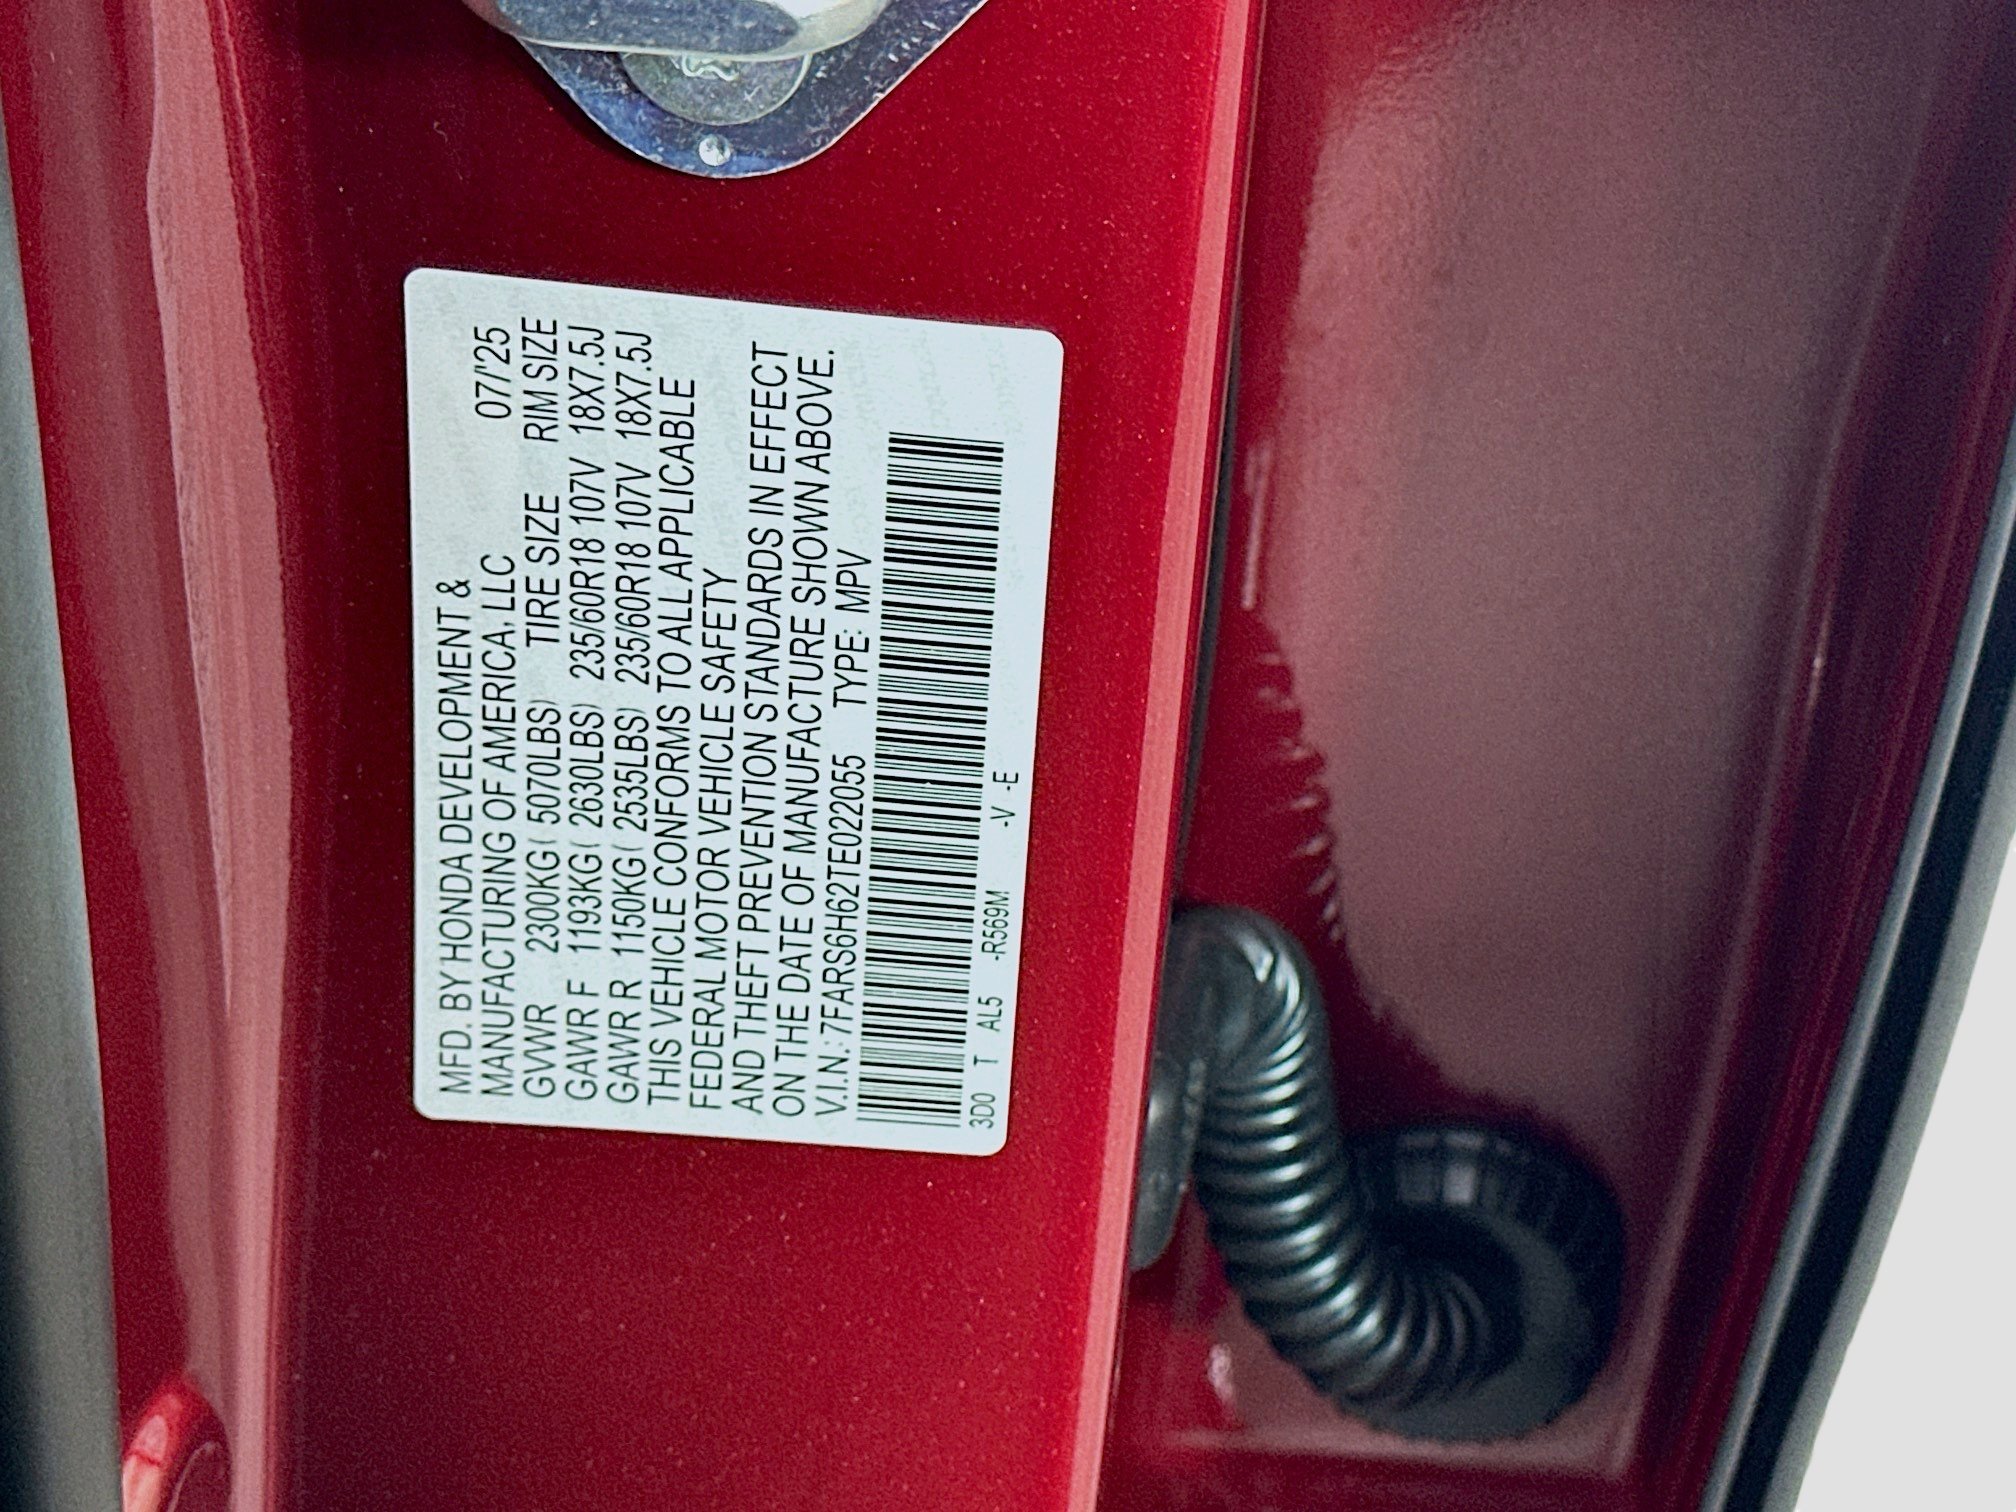 MFD. BY HONDA DEVELOPMENT &
MANUFACTURING OF AMERICA, LLC 07/'25
GVWR 2300KG( 5070LBS) TIRE SIZE RIM SIZE
GAWR F 1193KG( 2630LBS) 235/60R18 107V 18X7.5J
GAWR R 1150KG( 2535LBS) 235/60R18 107V 18X7.5J
THIS VEHICLE CONFORMS TO ALL APPLICABLE
FEDERAL MOTOR VEHICLE SAFETY
AND THEFT PREVENTION STANDARDS IN EFFECT
ON THE DATE OF MANUFACTURE SHOWN ABOVE.
V.I.N.: 7FARS6H62TE022055 TYPE: MPV
3D0 T AL5 -R569M -V -E